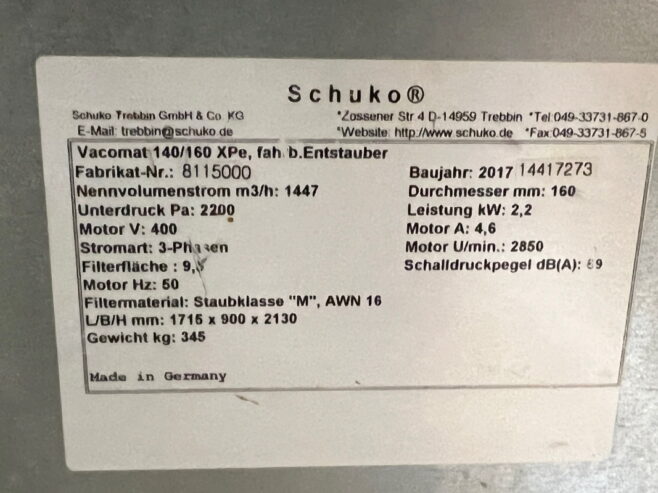 Schuko®
Schuko Trebbin GmbH & Co. KG *Zossener Str 4 D-14959 Trebbin *Tel 049-33731-867-0
E-Mail: trebbin@schuko.de *Website: http://www.schuko.de *Fax:049-33731-867-5
Vacomat 140/160 XPe, fah b.Entstauber
Fabrikat-Nr.: 8115000 Baujahr: 2017 14417273
Nennvolumenstrom m3/h: 1447 Durchmesser mm: 160
Unterdruck Pa: 2200 Leistung kW: 2,2
Motor V: 400 Motor A: 4,6
Stromart: 3-Phasen Motor U/min.: 2850
Filterfläche : Schalldruckpegel dB(A):
Motor Hz: 50
Filtermaterial: Staubklasse "M", AWN 16
L/B/H mm: 1715 x 900 x 2130
Gewicht kg: 345
Made in Germany